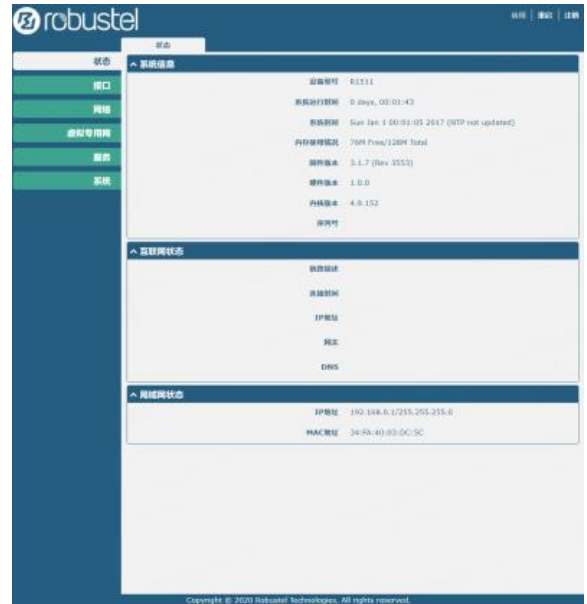 robustel
应用 | 重启 | 注销
状态
状态
接口
网络
虚拟专用网
服务
系统
系统信息
设备型号 R1511
系统运行时间 0 days, 00:01:43
系统时间 Sun Jan 1 00:01:05 2017 (NTP not updated)
内存使用情况 76M Free/128M Total
固件版本 3.1.7 (Rev 3553)
硬件版本 1.0.0
内核版本 4.9.152
序列号
互联网状态
链路描述
连接时间
IP地址
网关
DNS
局域网状态
IP地址 192.168.0.1/255.255.255.0
MAC地址 34:FA:40:03:DC:5C
Copyright © 2020 Robustel Technologies. All rights reserved.